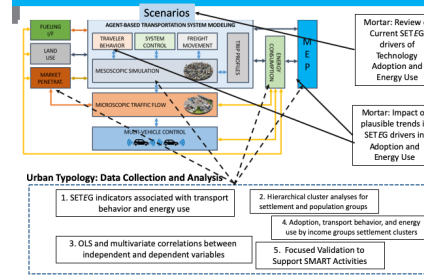 Scenarios
AGENT-BASED TRANSPORTATION SYSTEM MODELING
FUELING
I/F
LAND
USE
MARKET
PENETRAT.
TRAVELER
BEHAVIOR
SYSTEM
CONTROL
FREIGHT
MOVEMENT
MESOSCOPIC SIMULATION
TRIP PROFILES
ENERGY
CONSUMPTION
MEP
MICROSCOPIC TRAFFIC FLOW
MULTI-VEHICLE CONTROL
Mortar: Review
Current SETEG
drivers of
Technology
Adoption and
Energy Use
Mortar: Impact o
plausible trends i
SETEG drivers in
Adoption and
Energy Use
Urban Typology: Data Collection and Analysis
1. SETEG indicators associated with transport
behavior and energy use
2. Hierarchical cluster analyses for
settlement and population groups
4. Adoption, transport behavior, and energy
use by income groups settlement clusters
3. OLS and multivariate correlations between
independent and dependent variables
5. Focused Validation to
Support SMART Activities